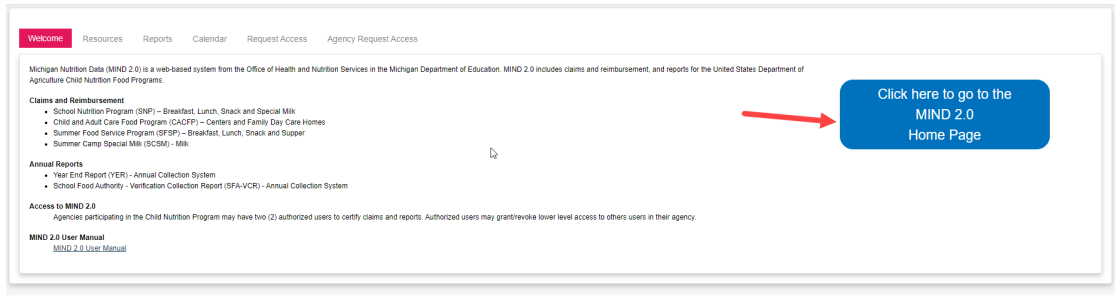 Welcome Resources Reports Calendar Request Access Agency Request Access
Michigan Nutrition Data (MIND 2.0) is a web-based system from the Office of Health and Nutrition Services in the Michigan Department of Education. MIND 2.0 includes claims and reimbursement, and reports for the United States Department of
Agriculture Child Nutrition Food Programs.
Claims and Reimbursement
• School Nutrition Program (SNP) – Breakfast, Lunch, Snack and Special Milk
• Child and Adult Care Food Program (CACFP) – Centers and Family Day Care Homes
• Summer Food Service Program (SFSP) – Breakfast, Lunch, Snack and Supper
• Summer Camp Special Milk (SCSM) - Milk
Annual Reports
• Year End Report (YER) - Annual Collection System
• School Food Authority - Verification Collection Report (SFA-VCR) - Annual Collection System
Access to MIND 2.0
Agencies participating in the Child Nutrition Program may have two (2) authorized users to certify claims and reports. Authorized users may grant/revoke lower level access to others users in their agency.
MIND 2.0 User Manual
MIND 2.0 User Manual
Click here to go to the
MIND 2.0
Home Page